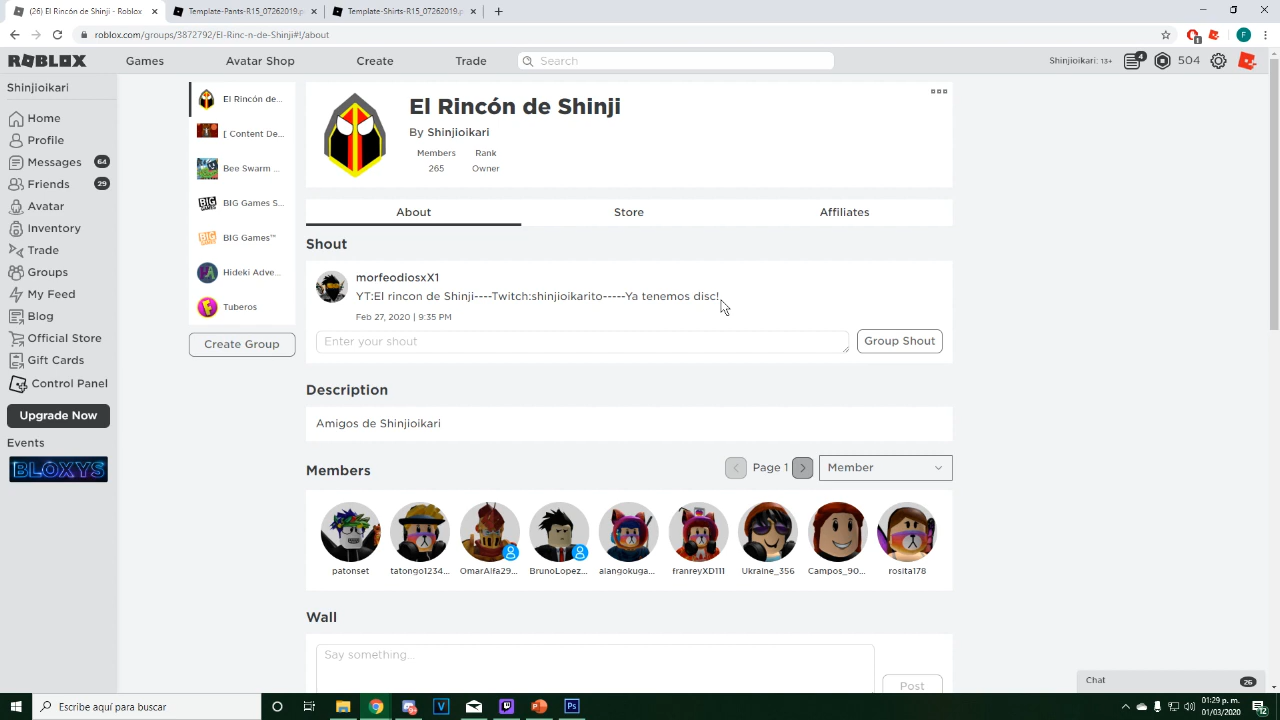 (26) El Rincón de Shinji - Roblox
Template-Pants-R15_07262019.p
Template-Shirts-R15_07262019.p
roblox.com/groups/3872792/El-Rinc-n-de-Shinji#!/about
ROBLOX
Games
Avatar Shop
Create
Trade
Search
Shinjioikari: 13+
4
504
Shinjioikari
Home
Profile
Messages 64
Friends 29
Avatar
Inventory
Trade
Groups
My Feed
Blog
Official Store
Gift Cards
Control Panel
Upgrade Now
Events
BLOXYS
El Rincón de...
[ Content De...
Bee Swarm ...
BIG Games S...
BIG Games™
Hideki Adve...
Tuberos
Create Group
El Rincón de Shinji
By Shinjioikari
Members Rank
265 Owner
About Store Affiliates
Shout
morfeodiosxX1
YT:El rincon de Shinji----Twitch:shinjioikarito-----Ya tenemos disc!
Feb 27, 2020 | 9:35 PM
Enter your shout
Group Shout
Description
Amigos de Shinjioikari
Members
Page 1
Member
patonset tatongo1234... OmarAlfa29... BrunoLopez... alangokuga... franreyXD111 Ukraine_356 Campos_90... rosita178
Wall
Say something...
Post
Chat 26
Escribe aquí para buscar
01:29 p. m.
01/03/2020
12